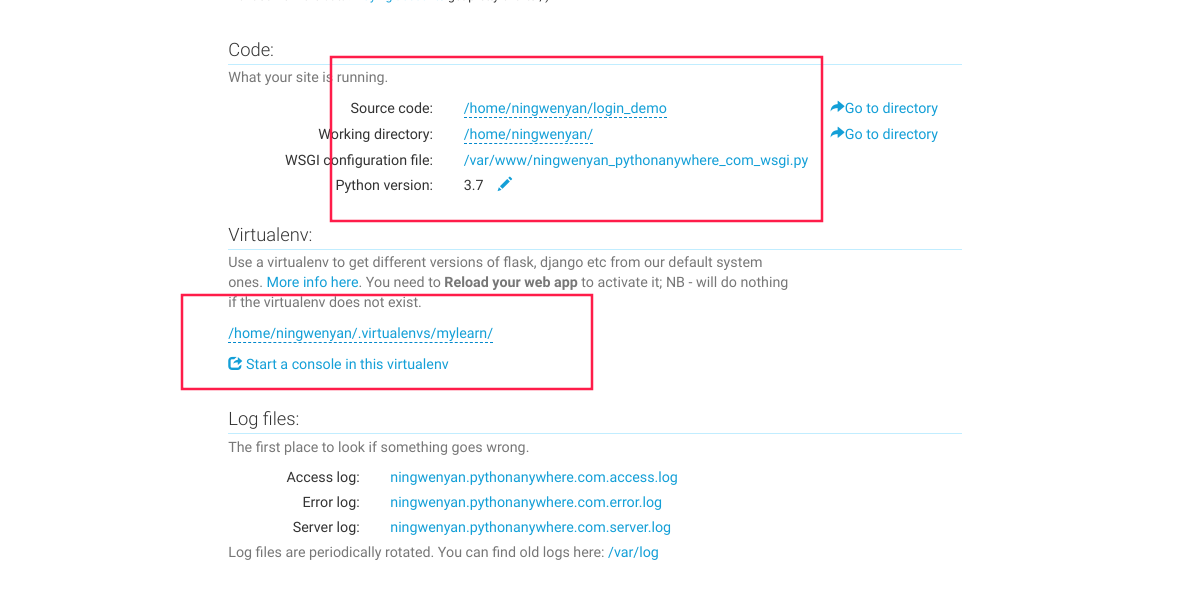 Code:
What your site is running.
Source code: /home/ningwenyan/login_demo Go to directory
Working directory: /home/ningwenyan/ Go to directory
WSGI configuration file: /var/www/ningwenyan_pythonanywhere_com_wsgi.py
Python version: 3.7
Virtualenv:
Use a virtualenv to get different versions of flask, django etc from our default system
ones. More info here. You need to Reload your web app to activate it; NB - will do nothing
if the virtualenv does not exist.
/home/ningwenyan/.virtualenvs/mylearn/
Start a console in this virtualenv
Log files:
The first place to look if something goes wrong.
Access log: ningwenyan.pythonanywhere.com.access.log
Error log: ningwenyan.pythonanywhere.com.error.log
Server log: ningwenyan.pythonanywhere.com.server.log
Log files are periodically rotated. You can find old logs here: /var/log